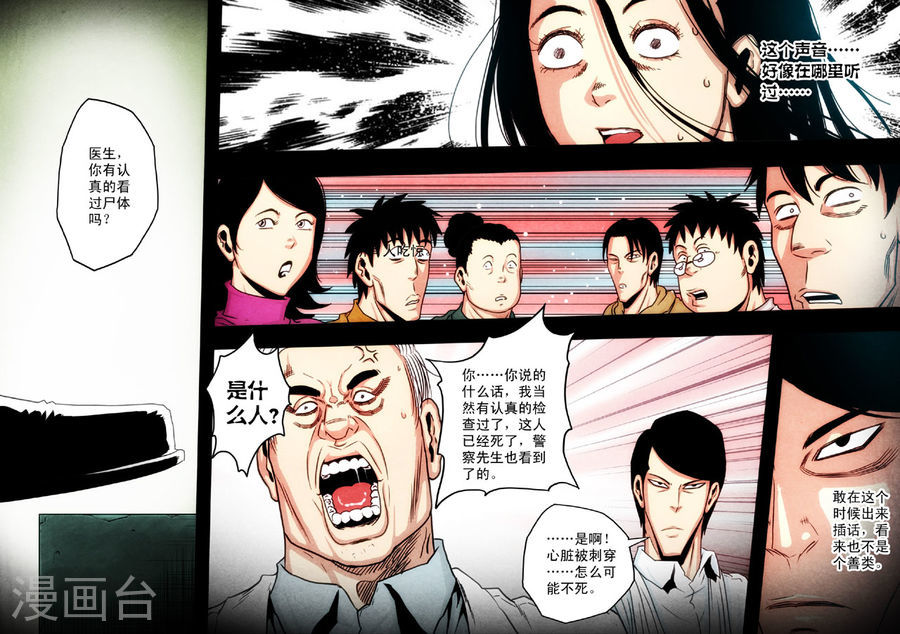 医生，
你有认
真的看
过尸体
吗？
这个声音……
好像在哪里听
过……
大吃惊
是什
么人？
你……你说的
什么话，我当
然有认真的检
查过了，这人
已经死了，警
察先生也看到
了的。
……是啊！
心脏被刺穿
……怎么可
能不死。
敢在这个
时候出来
插话，看
来也不是
个善类。
漫画台